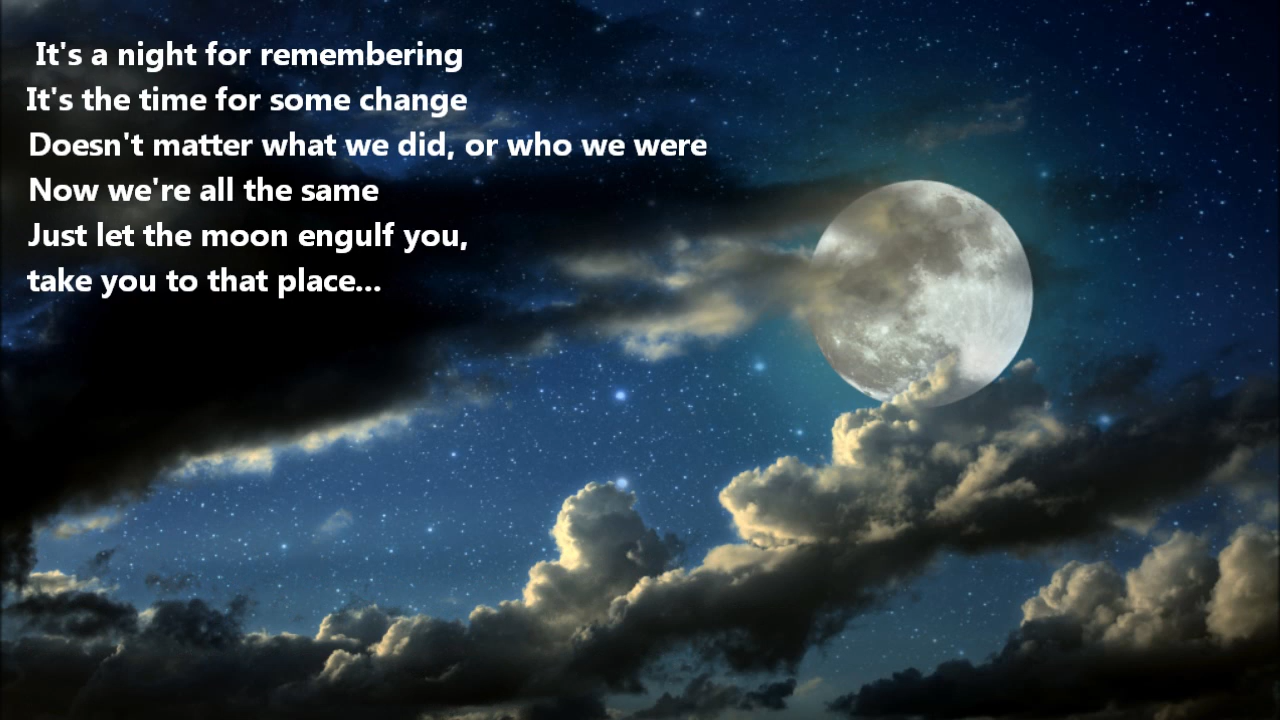 It's a night for remembering
It's the time for some change
Doesn't matter what we did, or who we were
Now we're all the same
Just let the moon engulf you,
take you to that place...